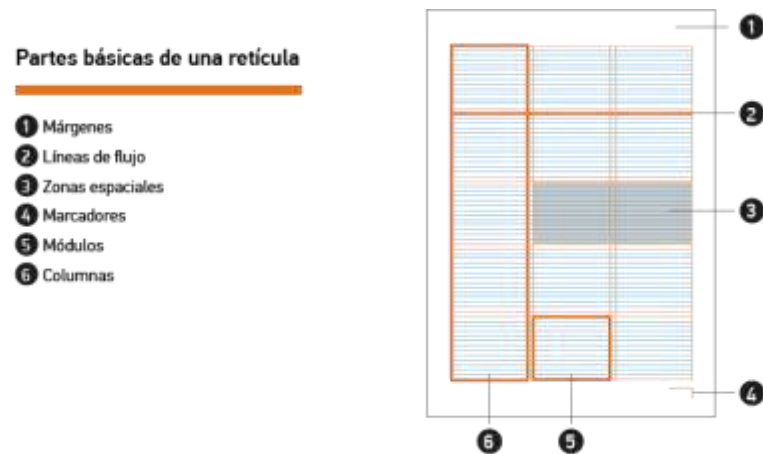 Partes básicas de una retícula
1 Márgenes
2 Líneas de flujo
3 Zonas espaciales
4 Marcadores
5 Módulos
6 Columnas
1
2
3
4
6
5